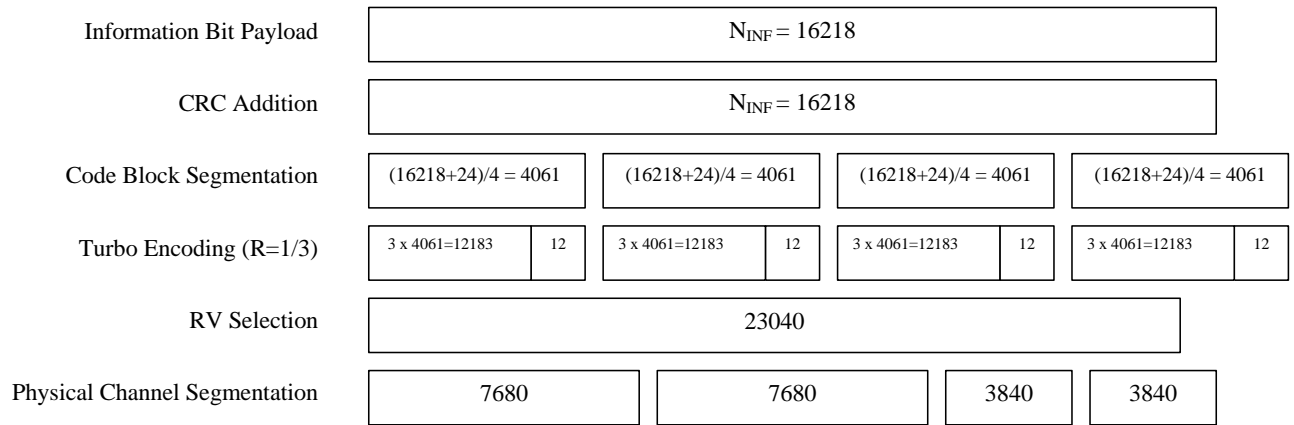 Information Bit Payload N_INF = 16218
CRC Addition N_INF = 16218
Code Block Segmentation (16218+24)/4 = 4061 (16218+24)/4 = 4061 (16218+24)/4 = 4061 (16218+24)/4 = 4061
Turbo Encoding (R=1/3) 3 x 4061=12183 12 3 x 4061=12183 12 3 x 4061=12183 12 3 x 4061=12183 12
RV Selection 23040
Physical Channel Segmentation 7680 7680 3840 3840